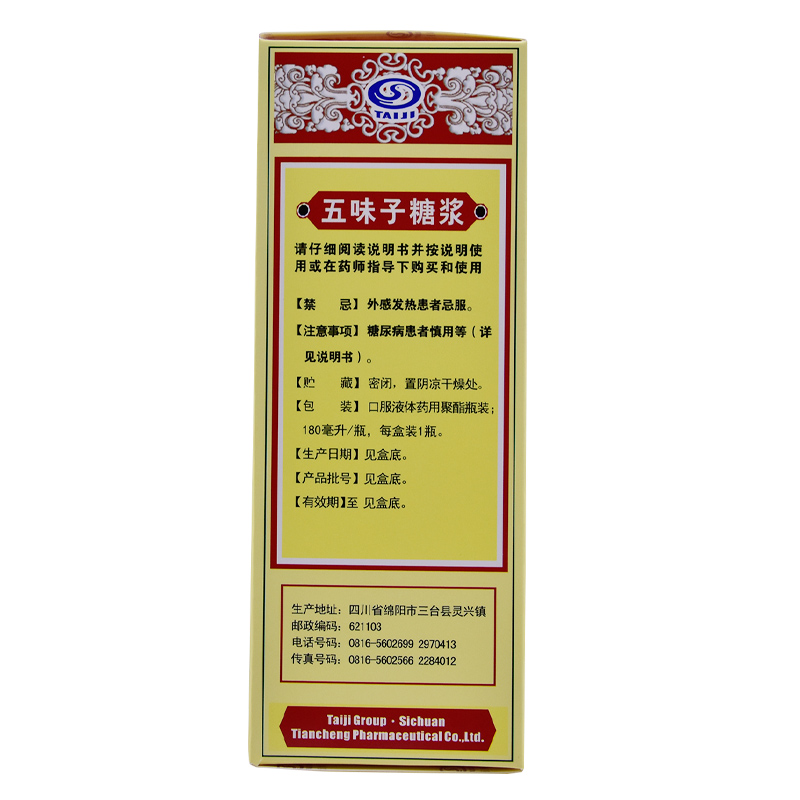 TAIJI
五味子糖浆
请仔细阅读说明书并按说明使
用或在药师指导下购买和使用
【禁 忌】外感发热患者忌服。
【注意事项】糖尿病患者慎用等(详
见说明书)。
【贮 藏】密闭，置阴凉干燥处。
【包 装】口服液体药用聚酯瓶装；
180毫升/瓶，每盒装1瓶。
【生产日期】见盒底。
【产品批号】见盒底。
【有效期】至 见盒底。
生产地址：四川省绵阳市三台县灵兴镇
邮政编码：621103
电话号码：0816-5602699 2970413
传真号码：0816-5602566 2284012
Taiji Group · Sichuan
Tiancheng Pharmaceutical Co.,Ltd.